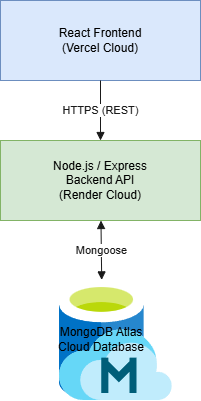 React Frontend
(Vercel Cloud)
HTTPS (REST)
Node.js / Express
Backend API
(Render Cloud)
Mongoose
MongoDB Atlas
Cloud Database
M